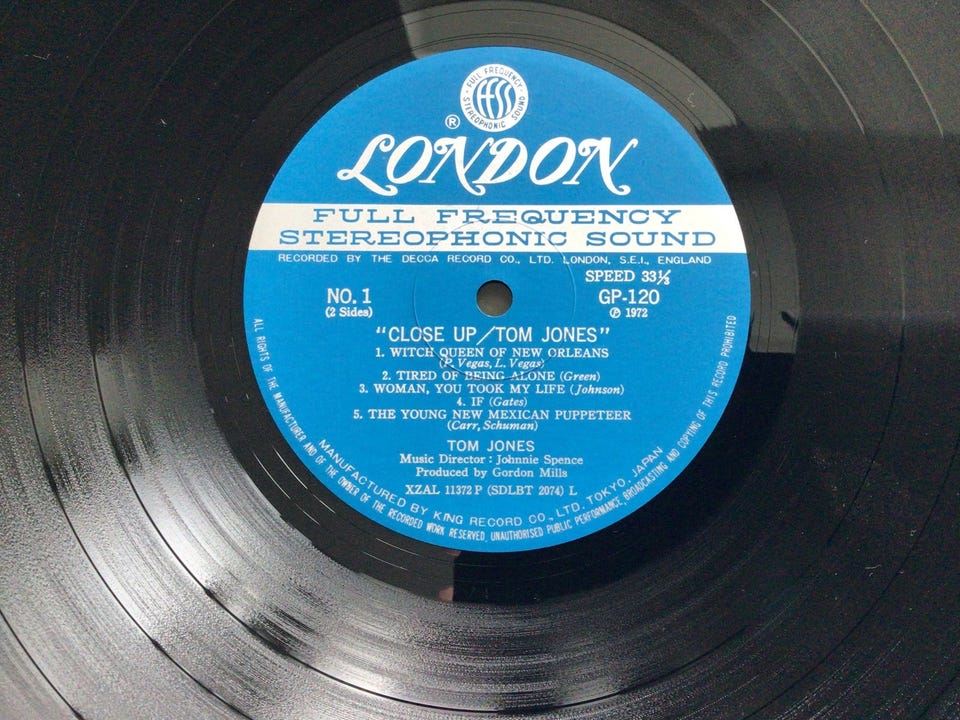 FULL FREQUENCY
ffss
STEREOPHONIC SOUND
®
LONDON
FULL FREQUENCY
STEREOPHONIC SOUND
RECORDED BY THE DECCA RECORD CO., LTD. LONDON, S.E.I., ENGLAND
SPEED 33⅓
NO. 1
GP-120
(2 Sides)
℗ 1972
"CLOSE UP/TOM JONES"
1. WITCH QUEEN OF NEW ORLEANS
(P. Vegas, L. Vegas)
2. TIRED OF BEING ALONE (Green)
3. WOMAN, YOU TOOK MY LIFE (Johnson)
4. IF (Gates)
5. THE YOUNG NEW MEXICAN PUPPETEER
(Carr, Schuman)
TOM JONES
Music Director : Johnnie Spence
Produced by Gordon Mills
XZAL 11372 P (SDLBT 2074) L
MANUFACTURED BY KING RECORD CO., LTD. TOKYO, JAPAN
ALL RIGHTS OF THE MANUFACTURER AND OF THE OWNER OF THE RECORDED WORK RESERVED. UNAUTHORISED PUBLIC PERFORMANCE, BROADCASTING AND COPYING OF THIS RECORD PROHIBITED